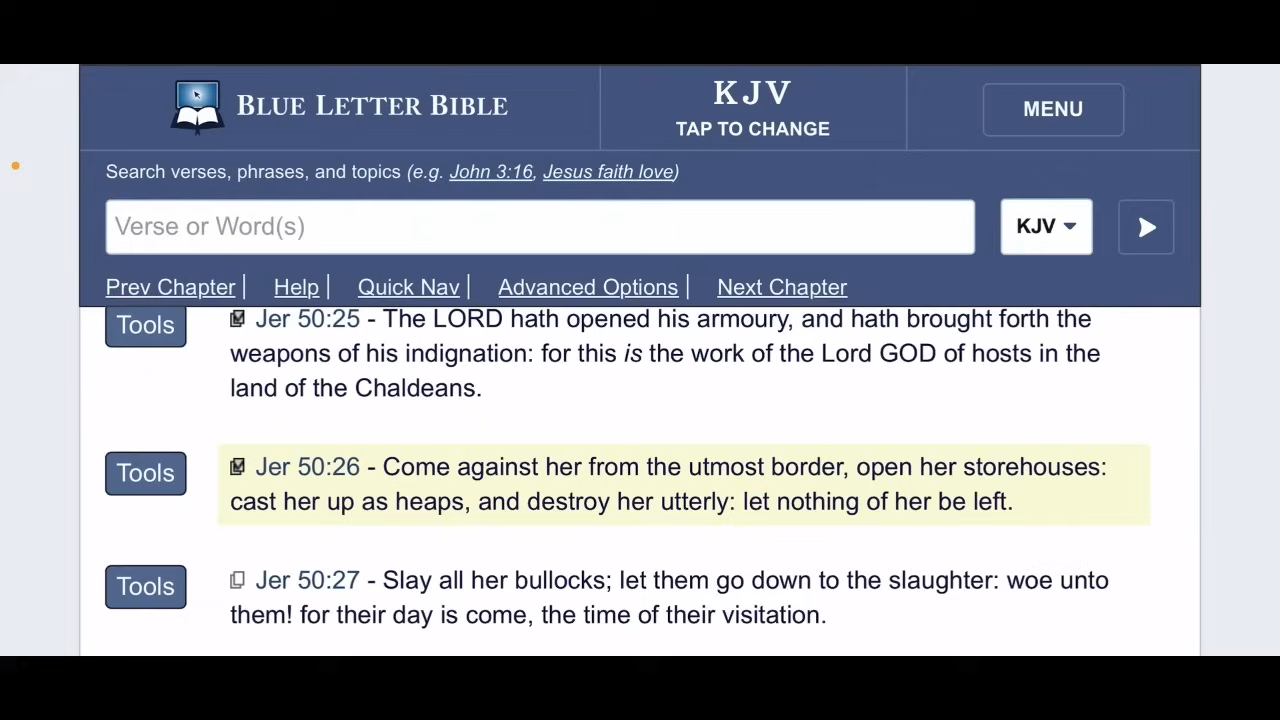 BLUE LETTER BIBLE
KJV
TAP TO CHANGE
MENU
Search verses, phrases, and topics (e.g. John 3:16, Jesus faith love)
Verse or Word(s)
KJV
Prev Chapter | Help | Quick Nav | Advanced Options | Next Chapter
Tools
Jer 50:25 - The LORD hath opened his armoury, and hath brought forth the
weapons of his indignation: for this is the work of the Lord GOD of hosts in the
land of the Chaldeans.
Tools
Jer 50:26 - Come against her from the utmost border, open her storehouses:
cast her up as heaps, and destroy her utterly: let nothing of her be left.
Tools
Jer 50:27 - Slay all her bullocks; let them go down to the slaughter: woe unto
them! for their day is come, the time of their visitation.